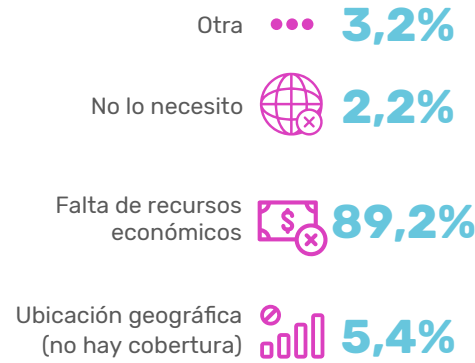 Otra 3,2%
No lo necesito 2,2%
Falta de recursos
económicos 89,2%
Ubicación geográfica
(no hay cobertura) 5,4%